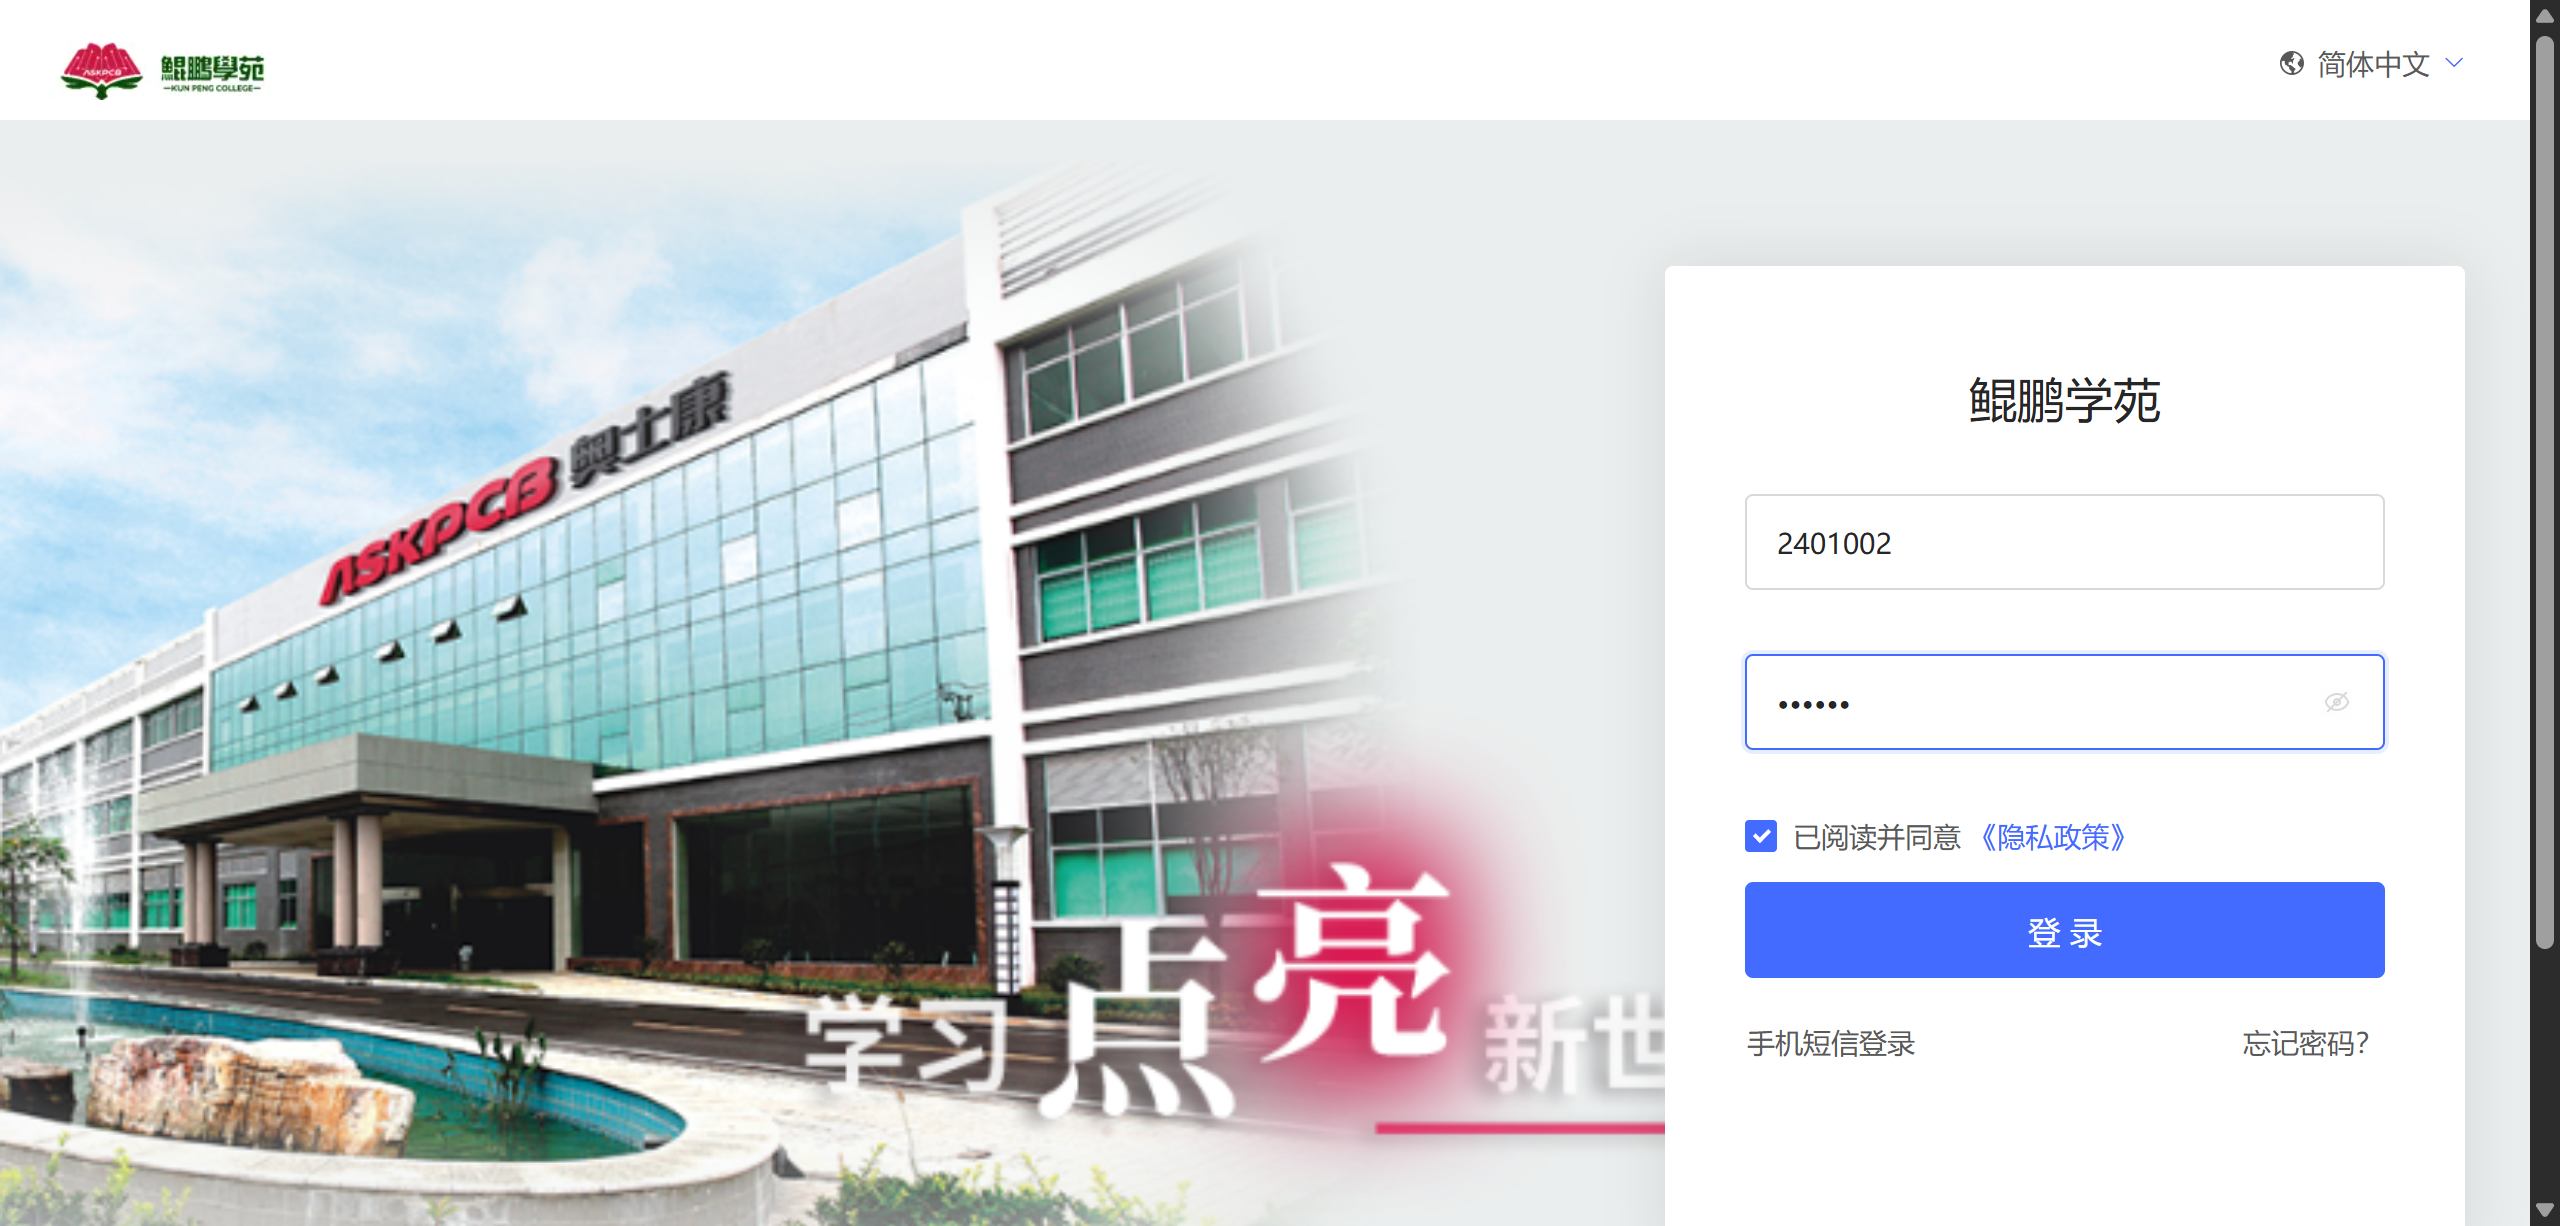 ASKPCB
鯤鵬學苑
KUN PENG COLLEGE
简体中文
ASKPCB 奥士康
学习点亮新世
鲲鹏学苑
2401002
••••••
已阅读并同意《隐私政策》
登录
手机短信登录
忘记密码?